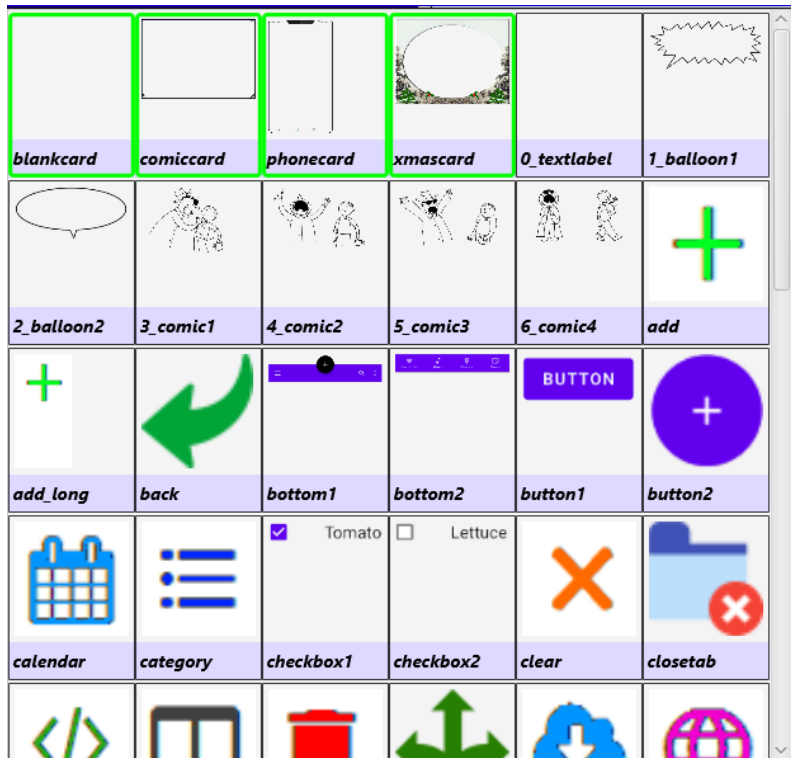 blankcard
comiccard
phonecard
xmascard
0_textlabel
1_balloon1
2_balloon2
3_comic1
4_comic2
5_comic3
6_comic4
add
BUTTON
add_long
back
bottom1
bottom2
button1
button2
Tomato
Lettuce
calendar
category
checkbox1
checkbox2
clear
closetab